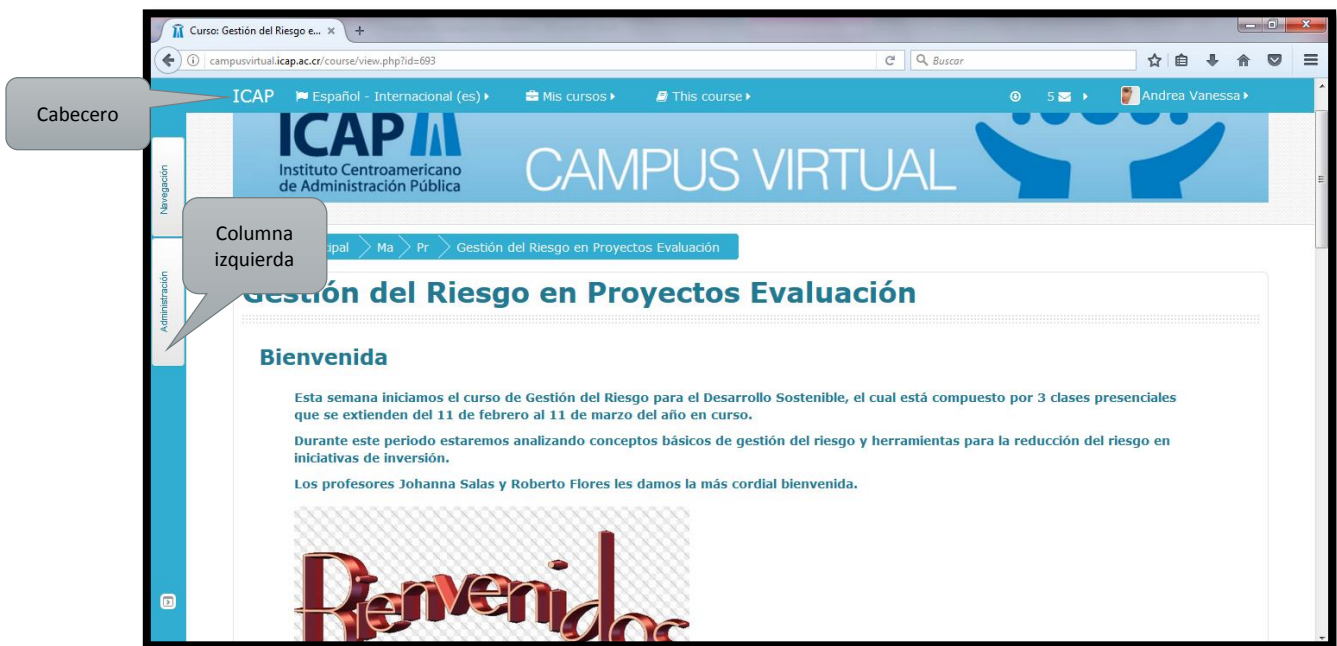 Curso: Gestión del Riesgo e...
campusvirtual.icap.ac.cr/course/view.php?id=693
Buscar
Cabecero
ICAP Español - Internacional (es) Mis cursos This course 5 Andrea Vanessa
ICAP
Instituto Centroamericano
de Administración Pública
CAMPUS VIRTUAL
Navegación
Columna
izquierda
Ma Pr Gestión del Riesgo en Proyectos Evaluación
Administración
Gestión del Riesgo en Proyectos Evaluación
Bienvenida
Esta semana iniciamos el curso de Gestión del Riesgo para el Desarrollo Sostenible, el cual está compuesto por 3 clases presenciales
que se extienden del 11 de febrero al 11 de marzo del año en curso.
Durante este periodo estaremos analizando conceptos básicos de gestión del riesgo y herramientas para la reducción del riesgo en
iniciativas de inversión.
Los profesores Johanna Salas y Roberto Flores les damos la más cordial bienvenida.
Bienvenidos